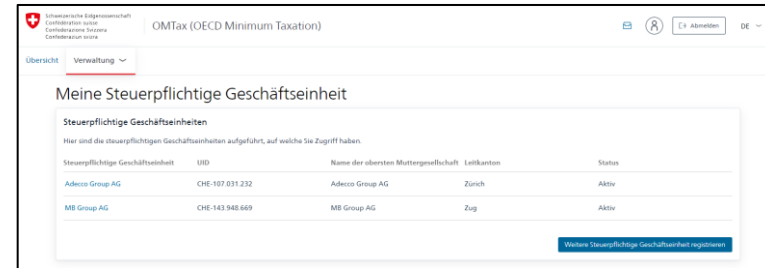 Schweizerische Eidgenossenschaft
Confédération suisse
Confederazione Svizzera
Confederaziun svizra
OMTax (OECD Minimum Taxation)
Abmelden
DE
Übersicht
Verwaltung
Meine Steuerpflichtige Geschäftseinheit
Steuerpflichtige Geschäftseinheiten
Hier sind die steuerpflichtigen Geschäftseinheiten aufgeführt, auf welche Sie Zugriff haben.
Steuerpflichtige Geschäftseinheit UID Name der obersten Muttergesellschaft Leitkanton Status
Adecco Group AG CHE-107.031.232 Adecco Group AG Zürich Aktiv
MB Group AG CHE-143.948.669 MB Group AG Zug Aktiv
Weitere Steuerpflichtige Geschäftseinheit registrieren